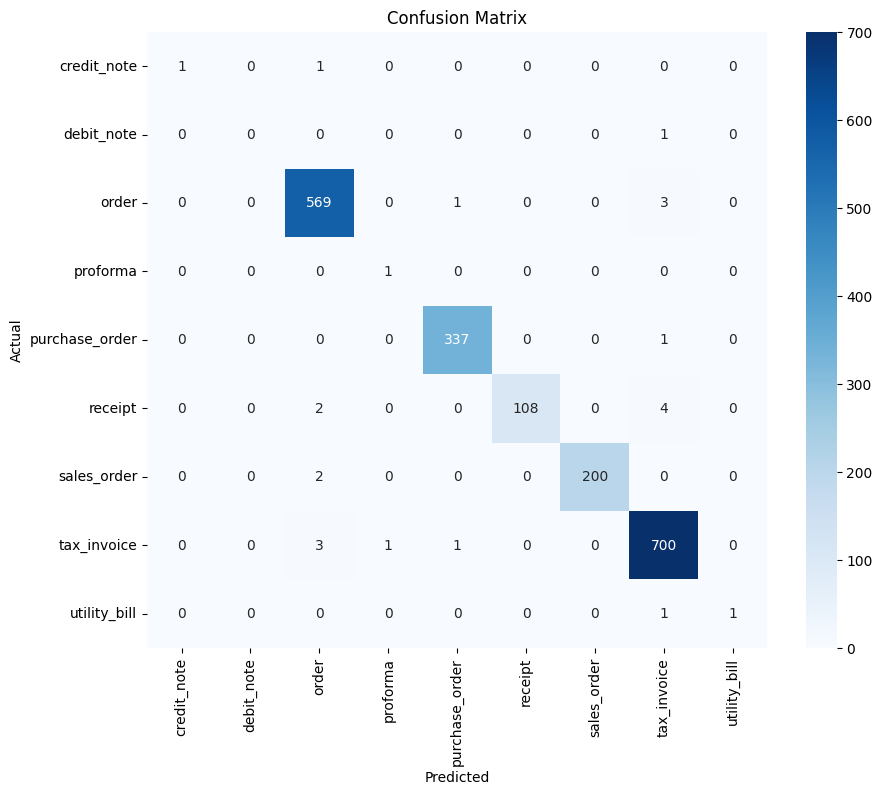 Confusion Matrix
credit_note 1 0 1 0 0 0 0 0 0
debit_note 0 0 0 0 0 0 0 1 0
order 0 0 569 0 1 0 0 3 0
proforma 0 0 0 1 0 0 0 0 0
purchase_order 0 0 0 0 337 0 0 1 0
receipt 0 0 2 0 0 108 0 4 0
sales_order 0 0 2 0 0 0 200 0 0
tax_invoice 0 0 3 1 1 0 0 700 0
utility_bill 0 0 0 0 0 0 0 1 1
Actual
credit_note
debit_note
order
proforma
purchase_order
receipt
sales_order
tax_invoice
utility_bill
Predicted
700
600
500
400
300
200
100
0